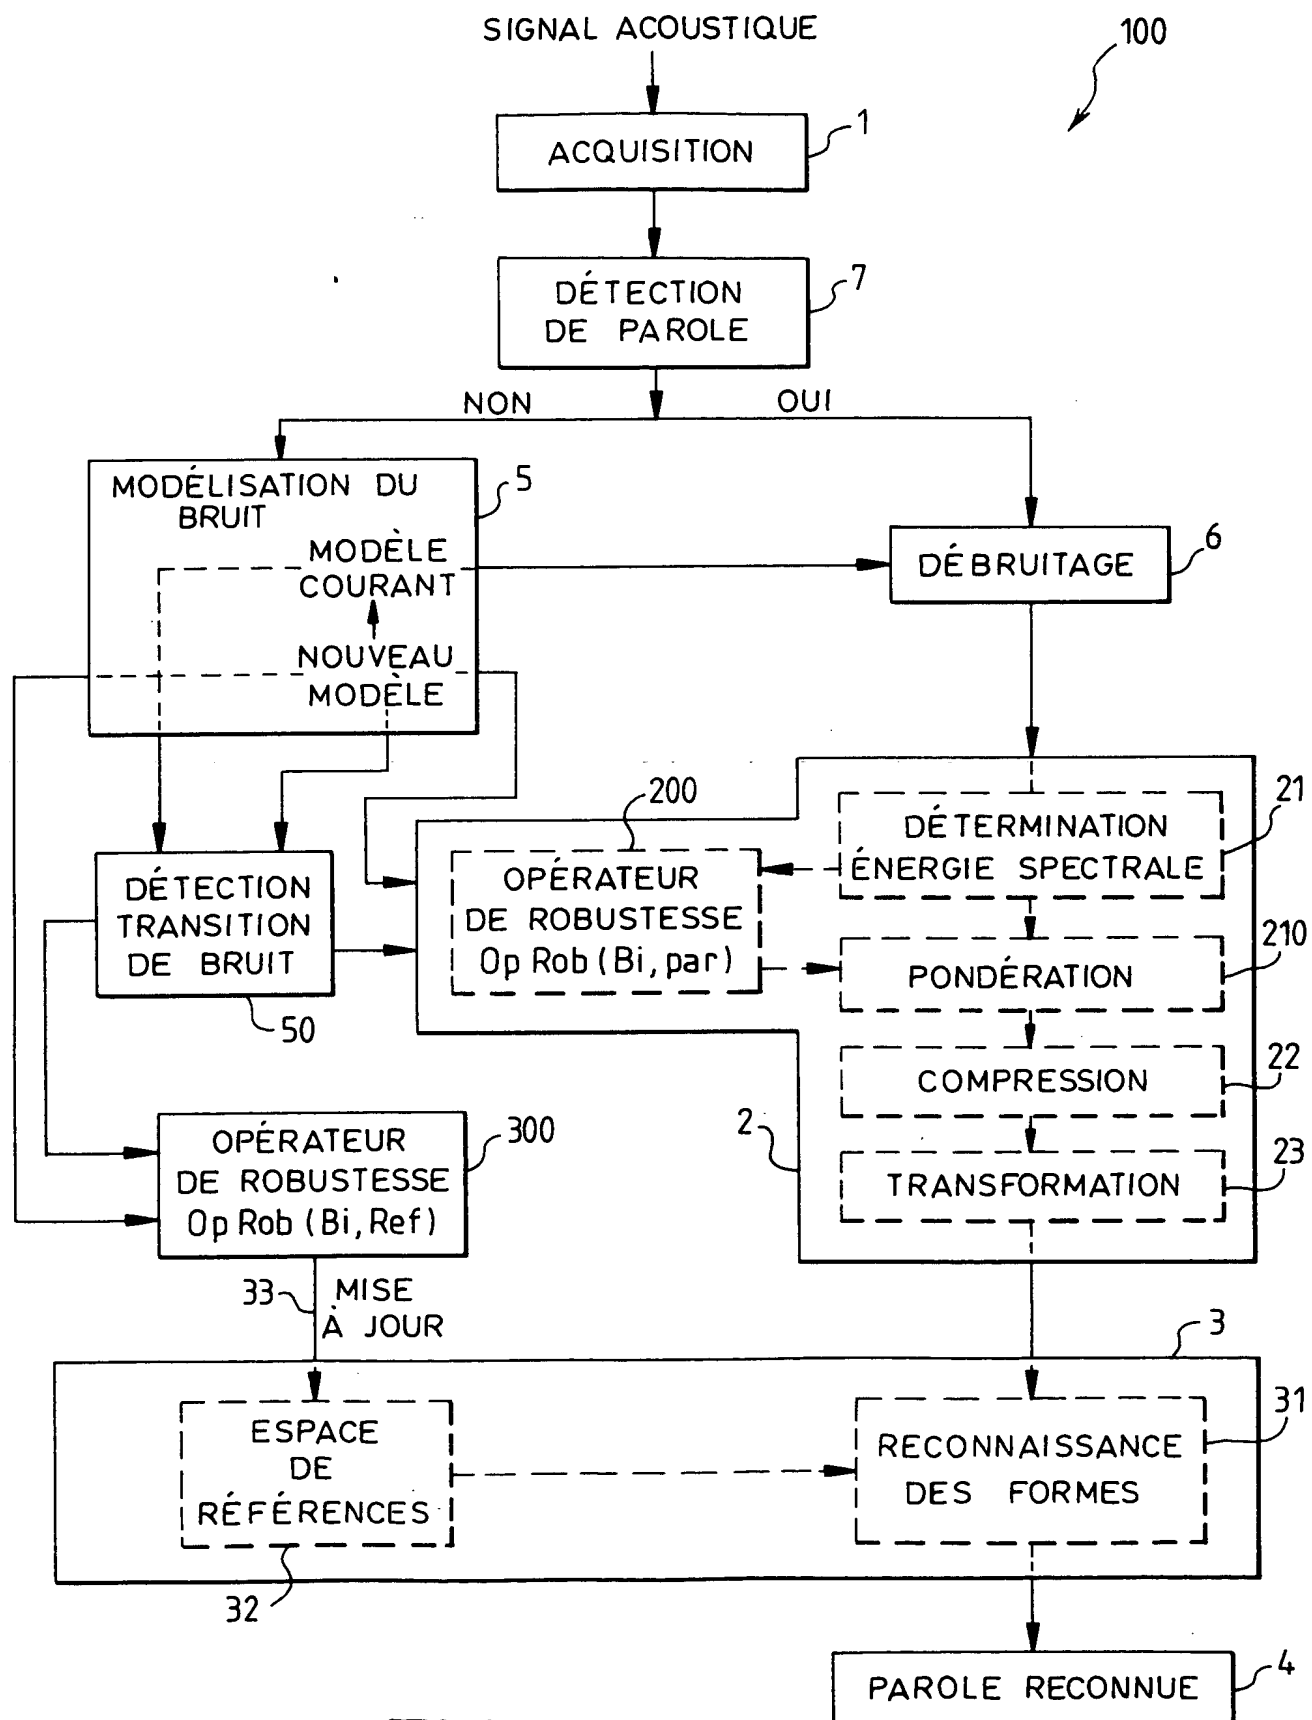 SIGNAL ACOUSTIQUE
100
ACQUISITION
1
DÉTECTION
DE PAROLE
7
NON
OUI
MODÉLISATION DU
BRUIT
5
MODÈLE
COURANT
NOUVEAU
MODÈLE
DÉBRUITAGE
6
200
21
DÉTERMINATION
ÉNERGIE SPECTRALE
OPÉRATEUR
DE ROBUSTESSE
Op Rob (Bi, par)
DÉTECTION
TRANSITION
DE BRUIT
50
210
PONDÉRATION
COMPRESSION
22
TRANSFORMATION
23
2
OPÉRATEUR
DE ROBUSTESSE
Op Rob (Bi, Ref)
300
33
MISE
À JOUR
3
ESPACE
DE
RÉFÉRENCES
32
RECONNAISSANCE
DES FORMES
31
PAROLE RECONNUE
4